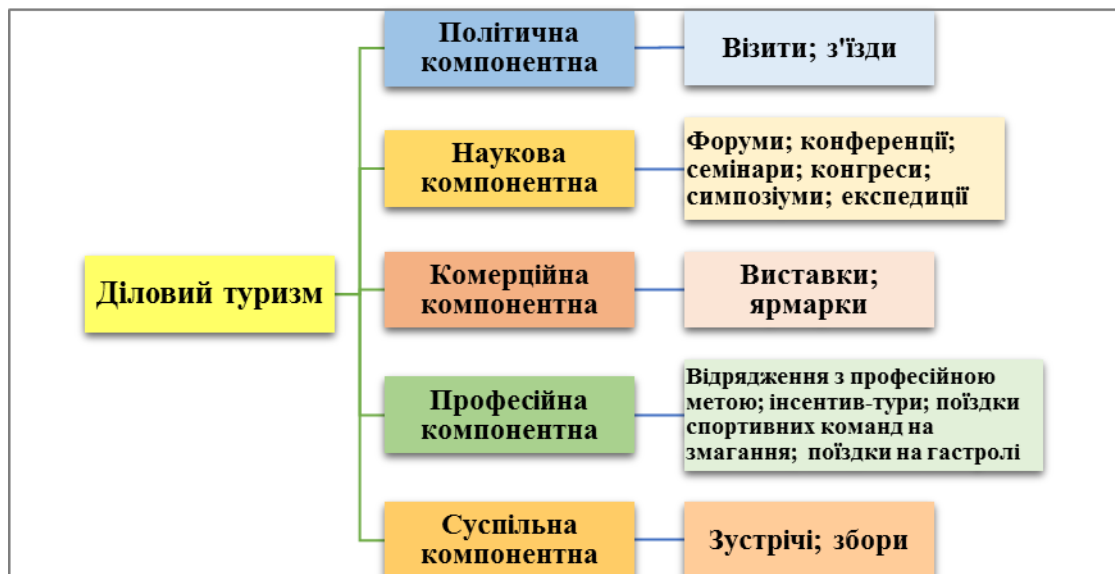 Політична
компонентна
Візити; з'їзди
Наукова
компонентна
Форуми; конференції;
семінари; конгреси;
симпозіуми; експедиції
Діловий туризм
Комерційна
компонентна
Виставки;
ярмарки
Професійна
компонентна
Відрядження з професійною
метою; інсентив-тури; поїздки
спортивних команд на
змагання; поїздки на гастролі
Суспільна
компонентна
Зустрічі; збори